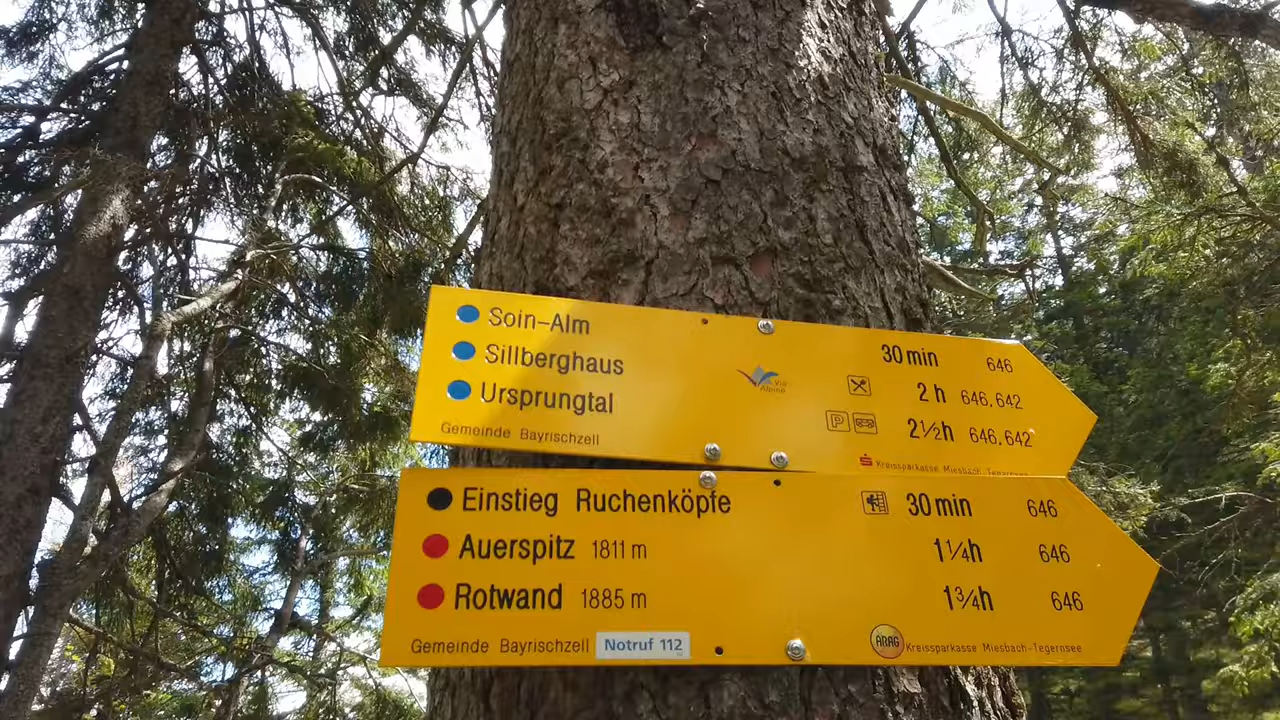 Soin-Alm 30 min 646
Sillberghaus 2 h 646,642
Via Alpina
Ursprungtal P 2½h 646,642
Gemeinde Bayrischzell
Kreissparkasse Miesbach-Tegernsee
Einstieg Ruchenköpfe 30 min 646
Auerspitz 1811 m 1¼h 646
Rotwand 1885 m 1¾h 646
Gemeinde Bayrischzell Notruf 112 ARAG Kreissparkasse Miesbach-Tegernsee